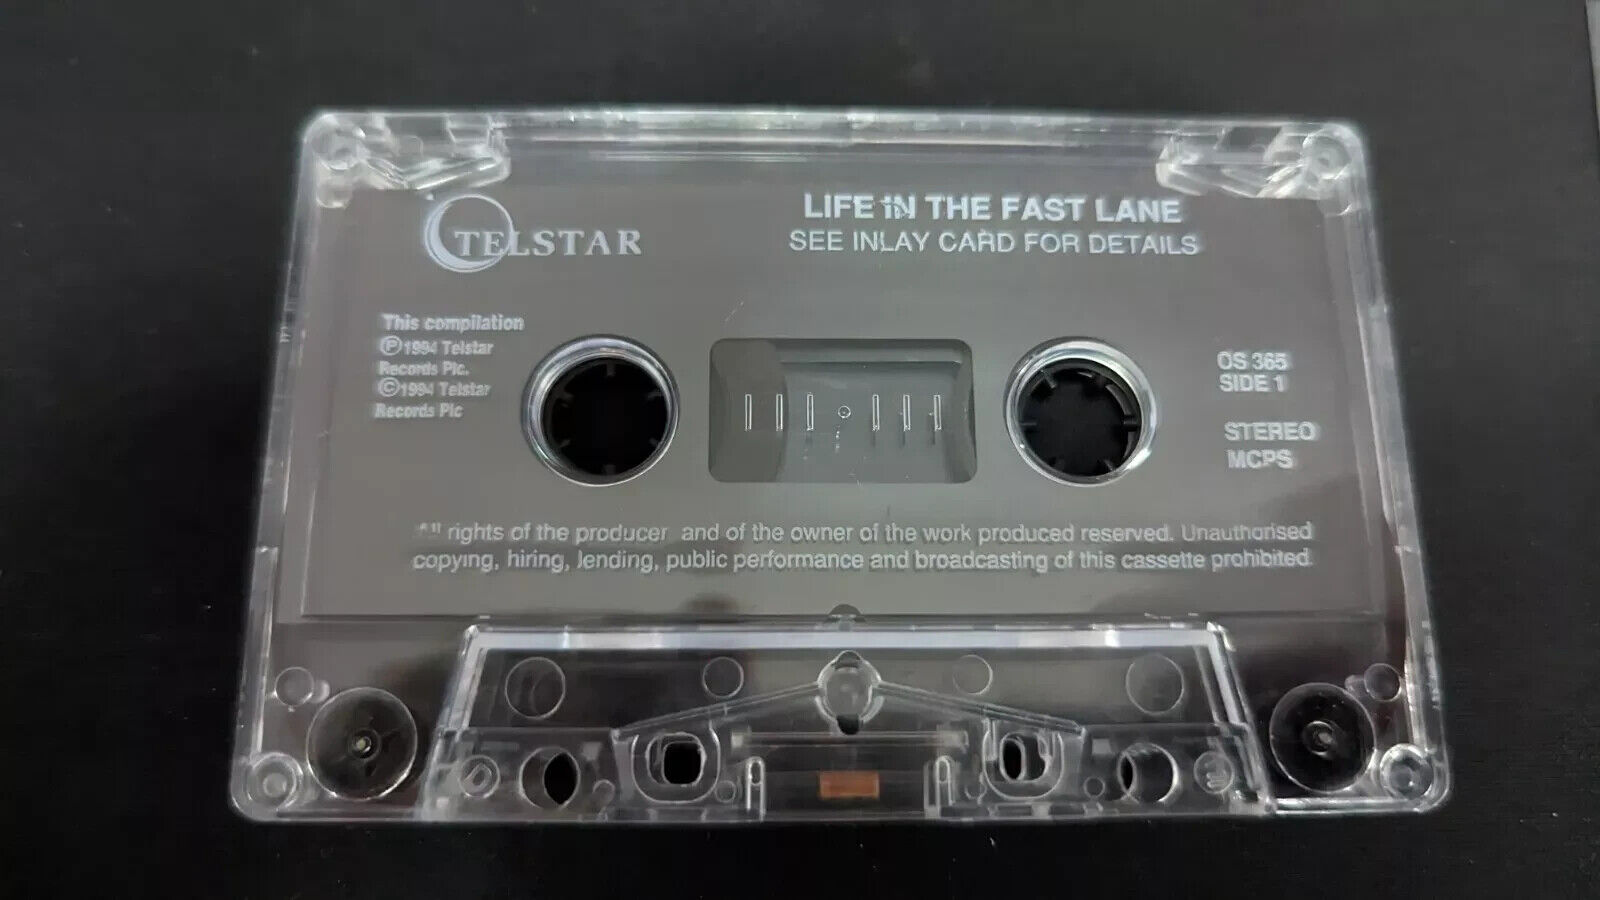 TELSTAR
LIFE IN THE FAST LANE
SEE INLAY CARD FOR DETAILS
This compilation
Ⓟ1994 Telstar
Records Plc.
©1994 Telstar
Records Plc
OS 365
SIDE 1
STEREO
MCPS
All rights of the producer and of the owner of the work produced reserved. Unauthorised
copying, hiring, lending, public performance and broadcasting of this cassette prohibited.